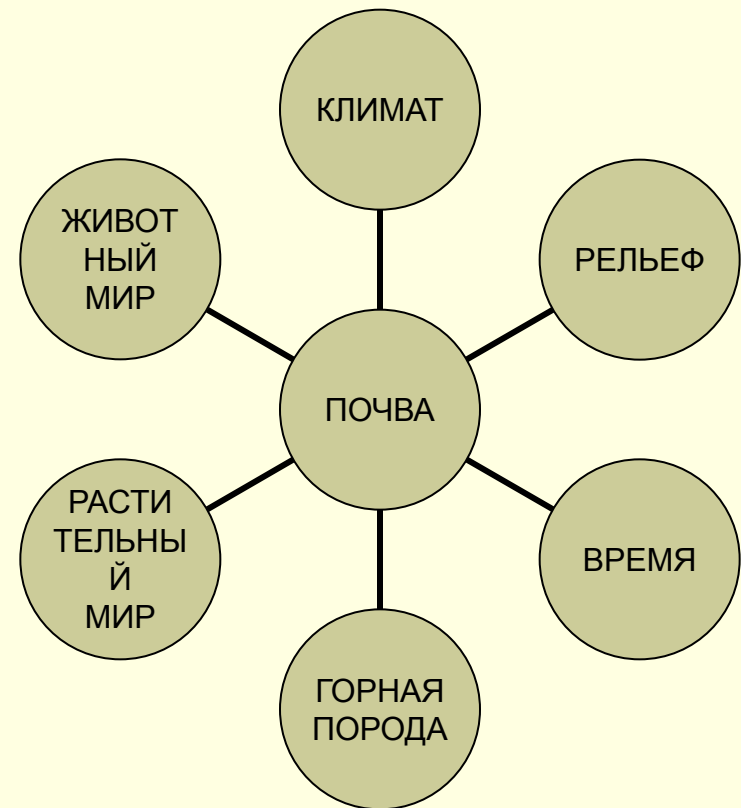 КЛИМАТ
ЖИВОТ
НЫЙ
МИР
РЕЛЬЕФ
ПОЧВА
РАСТИ
ТЕЛЬНЫ
Й
МИР
ВРЕМЯ
ГОРНАЯ
ПОРОДА